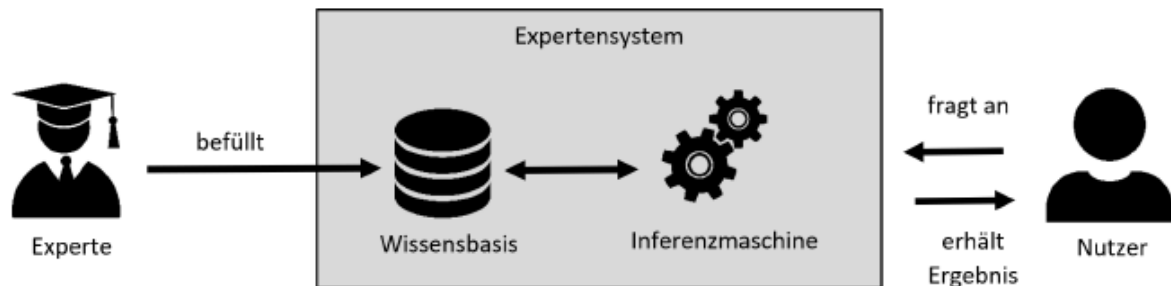 Expertensystem
befüllt
fragt an
Experte
Wissensbasis
Inferenzmaschine
erhält
Ergebnis
Nutzer